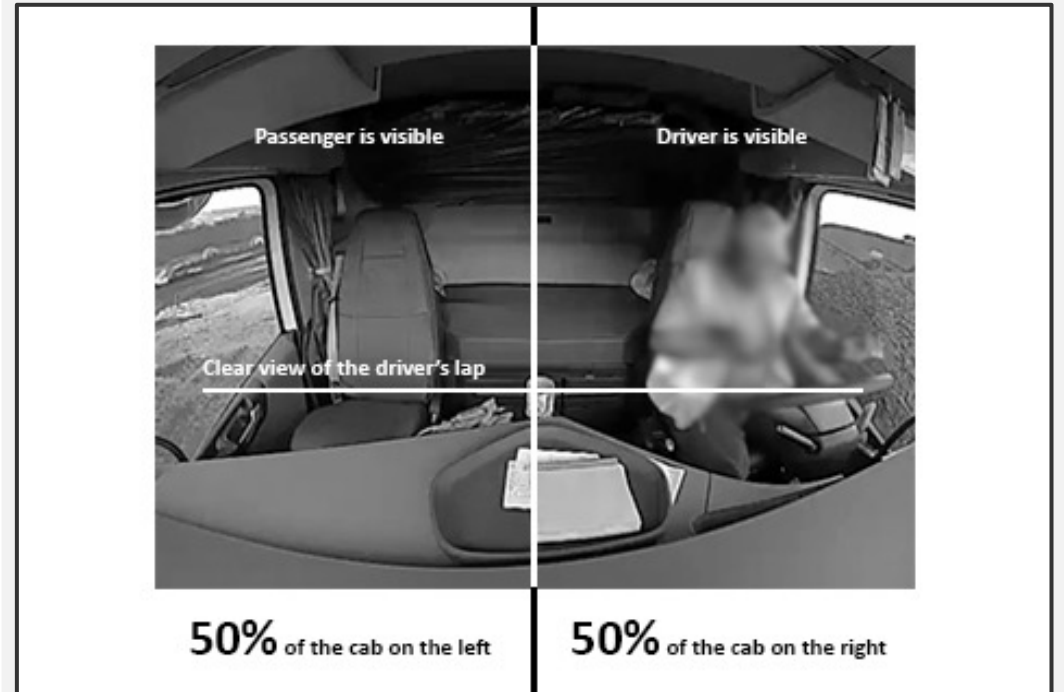 Passenger is visible
Driver is visible
Clear view of the driver's lap
50% of the cab on the left
50% of the cab on the right